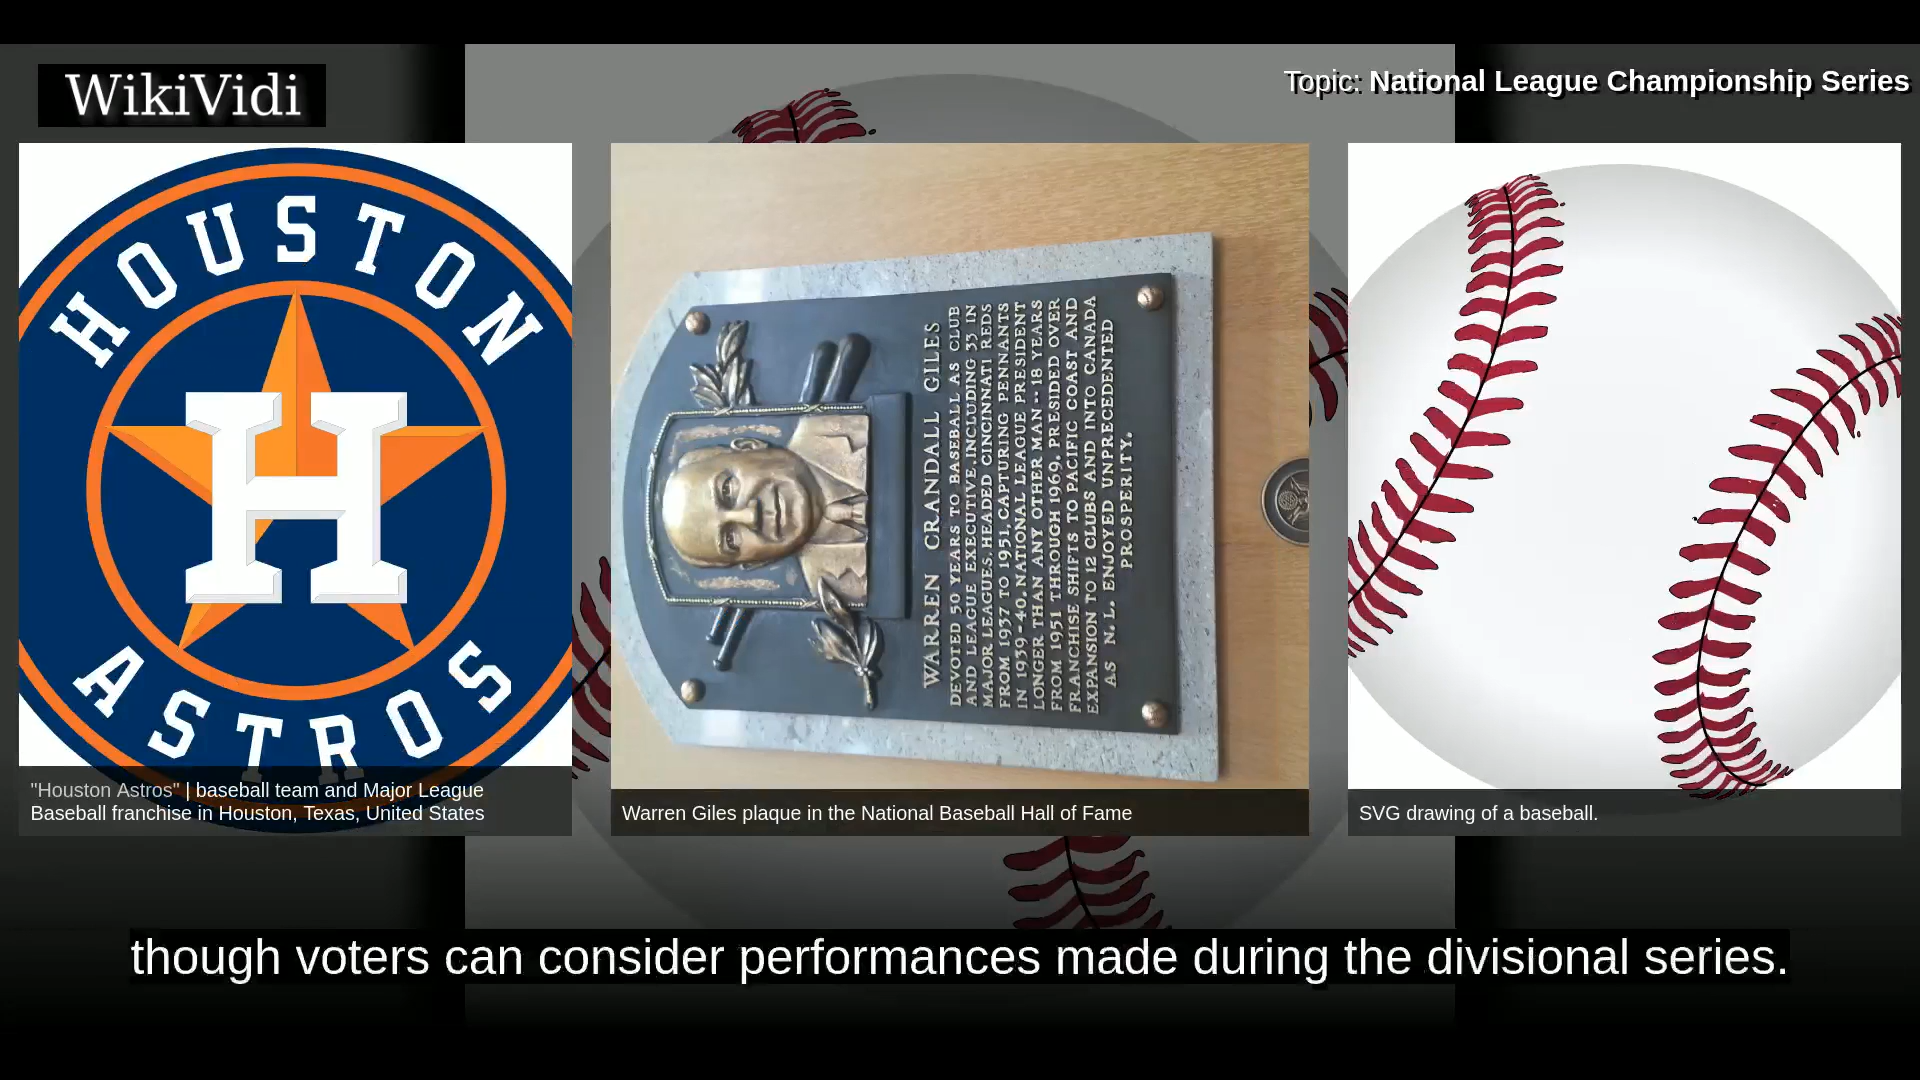 WikiVidi
Topic: National League Championship Series
HOUSTON
H
ASTROS
"Houston Astros" | baseball team and Major League
Baseball franchise in Houston, Texas, United States
WARREN CRANDALL GILES
DEVOTED 50 YEARS TO BASEBALL AS CLUB
AND LEAGUE EXECUTIVE, INCLUDING 33 IN
MAJOR LEAGUES. HEADED CINCINNATI REDS
FROM 1937 TO 1951, CAPTURING PENNANTS
IN 1939-40. NATIONAL LEAGUE PRESIDENT
LONGER THAN ANY OTHER MAN--18 YEARS
FROM 1951 THROUGH 1969. PRESIDED OVER
FRANCHISE SHIFTS TO PACIFIC COAST AND
EXPANSION TO 12 CLUBS AND INTO CANADA
AS N. L. ENJOYED UNPRECEDENTED
PROSPERITY.
Warren Giles plaque in the National Baseball Hall of Fame
SVG drawing of a baseball.
though voters can consider performances made during the divisional series.